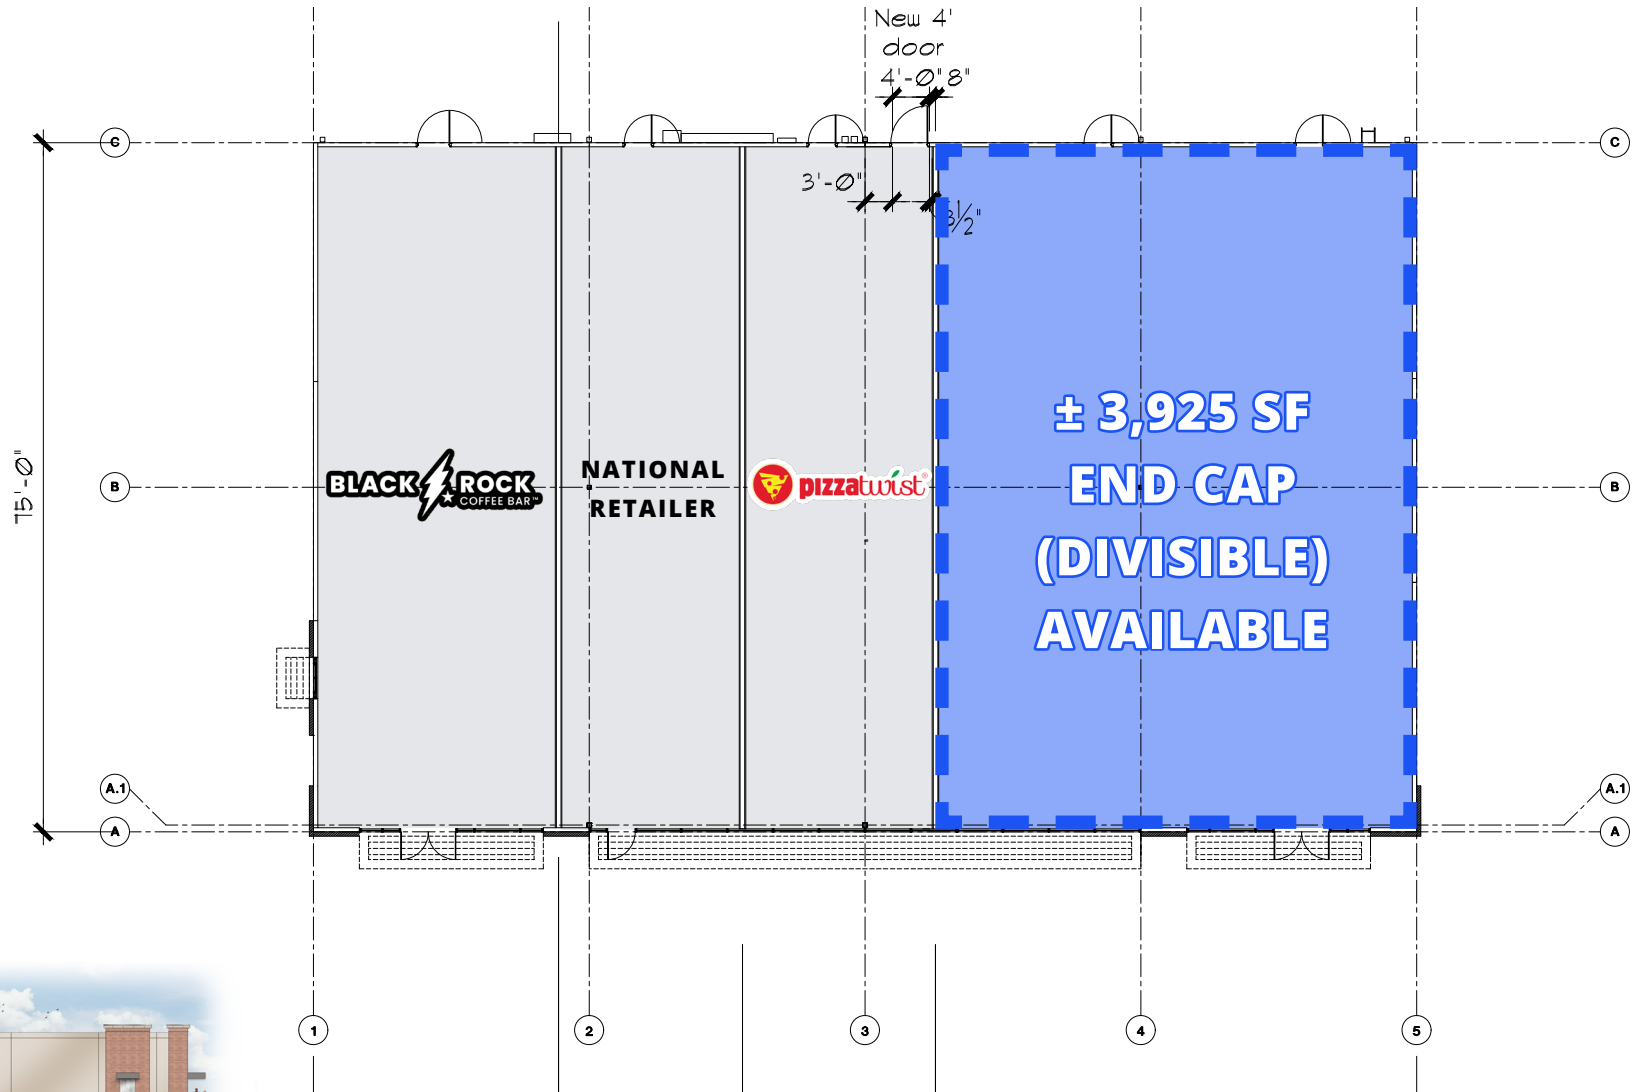 New 4'
door
4'-0" 8"
C
C
3'-0"
3½"
± 3,925 SF
END CAP
(DIVISIBLE)
AVAILABLE
75'-0"
BLACK ROCK
COFFEE BAR™
NATIONAL
RETAILER
pizzatwist®
B
B
A.1
A.1
A
A
1
2
3
4
5